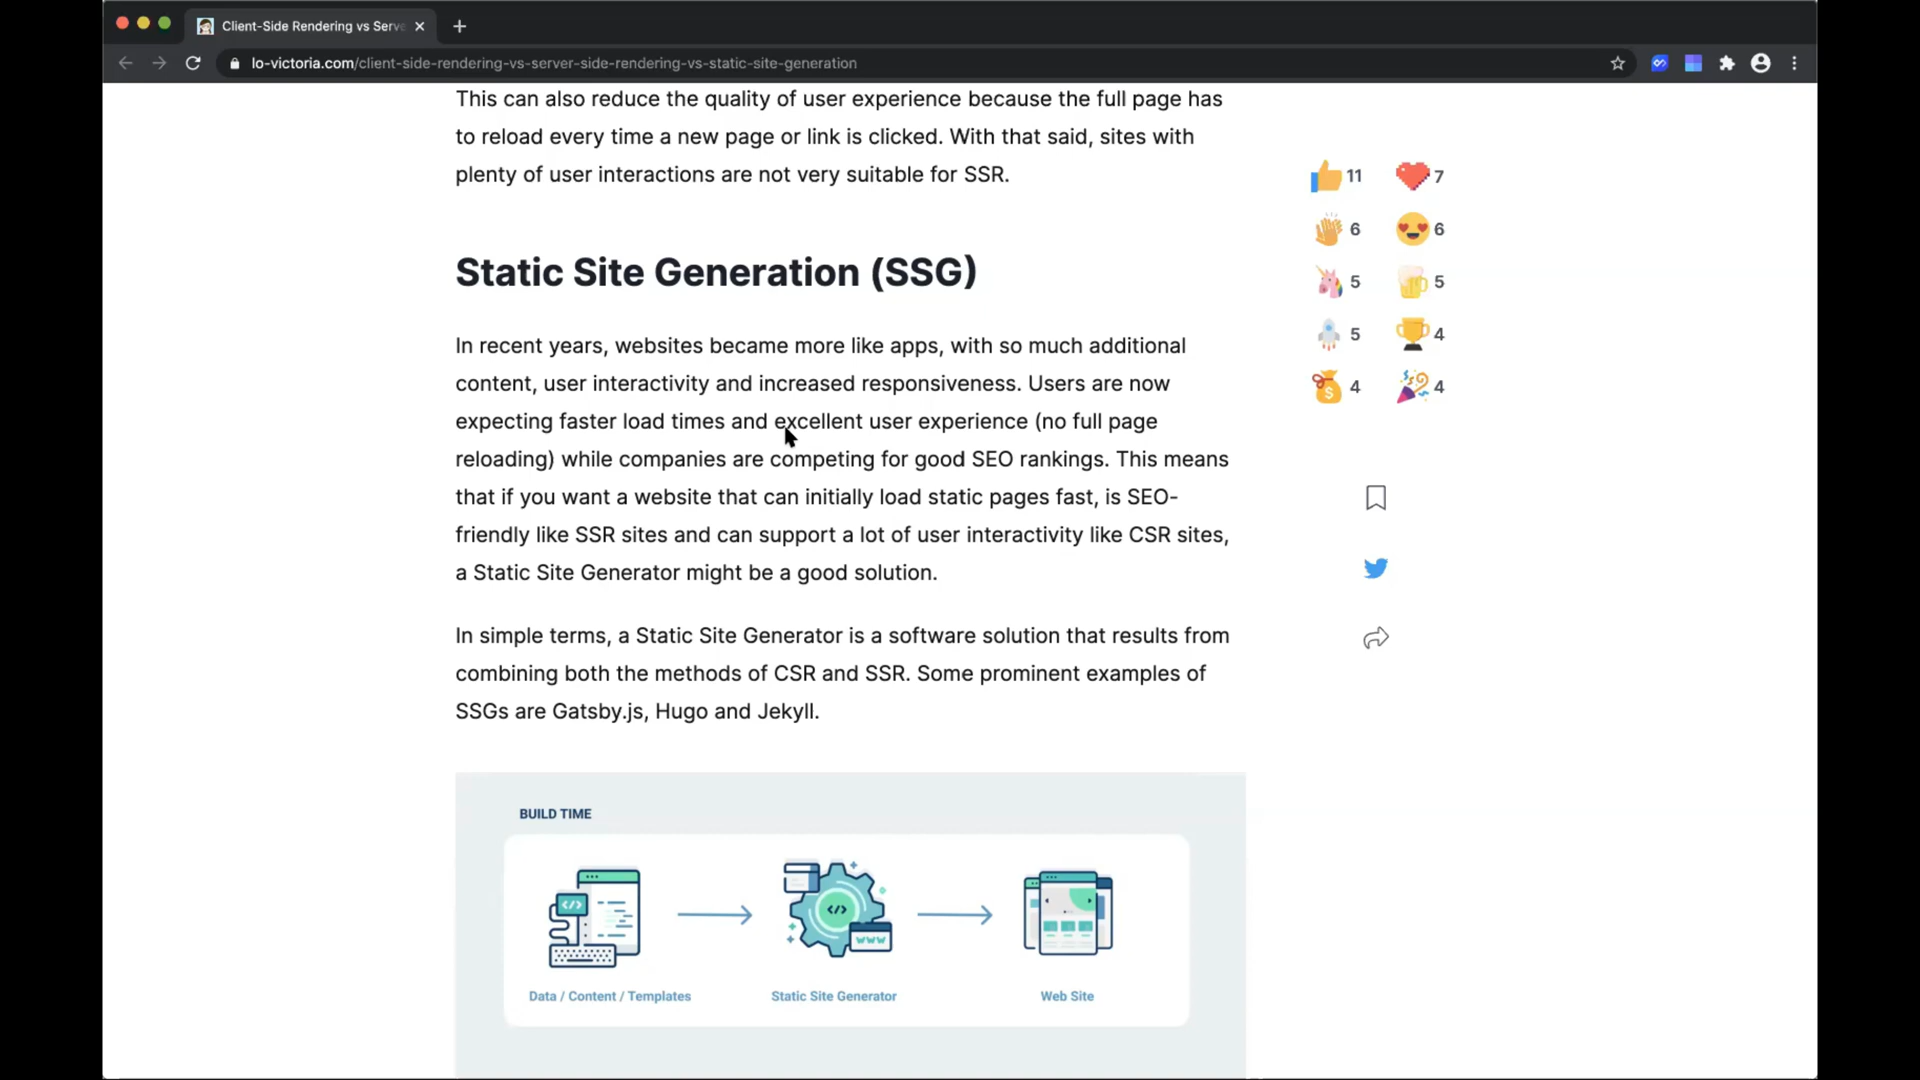 Client-Side Rendering vs Serve
lo-victoria.com/client-side-rendering-vs-server-side-rendering-vs-static-site-generation
This can also reduce the quality of user experience because the full page has
to reload every time a new page or link is clicked. With that said, sites with
plenty of user interactions are not very suitable for SSR.
11 7
6 6
5 5
5 4
4 4
Static Site Generation (SSG)
In recent years, websites became more like apps, with so much additional
content, user interactivity and increased responsiveness. Users are now
expecting faster load times and excellent user experience (no full page
reloading) while companies are competing for good SEO rankings. This means
that if you want a website that can initially load static pages fast, is SEO-
friendly like SSR sites and can support a lot of user interactivity like CSR sites,
a Static Site Generator might be a good solution.
In simple terms, a Static Site Generator is a software solution that results from
combining both the methods of CSR and SSR. Some prominent examples of
SSGs are Gatsby.js, Hugo and Jekyll.
BUILD TIME
</> </>
www
Data / Content / Templates Static Site Generator Web Site